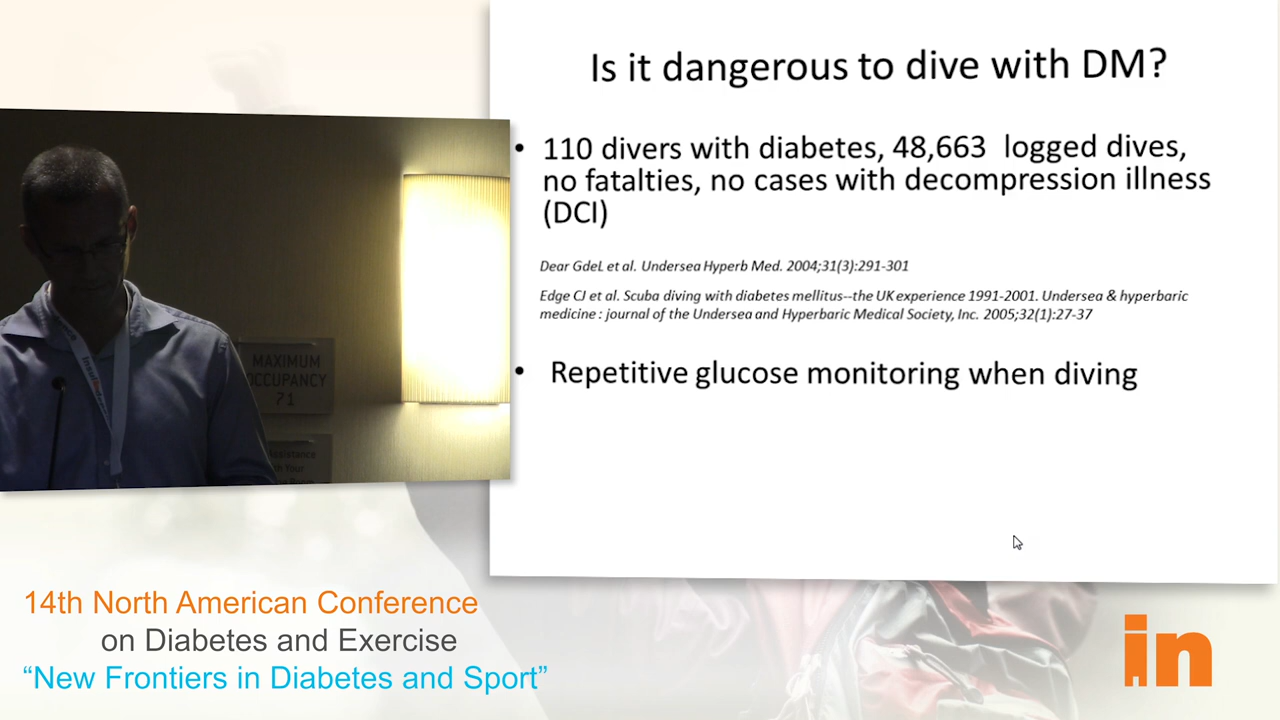 Is it dangerous to dive with DM?
• 110 divers with diabetes, 48,663 logged dives,
no fatalties, no cases with decompression illness
(DCI)
Dear GdeL et al. Undersea Hyperb Med. 2004;31(3):291-301
Edge CJ et al. Scuba diving with diabetes mellitus--the UK experience 1991-2001. Undersea & hyperbaric
medicine : journal of the Undersea and Hyperbaric Medical Society, Inc. 2005;32(1):27-37
• Repetitive glucose monitoring when diving
MAXIMUM
OCCUPANCY
71
14th North American Conference
on Diabetes and Exercise
“New Frontiers in Diabetes and Sport”
in